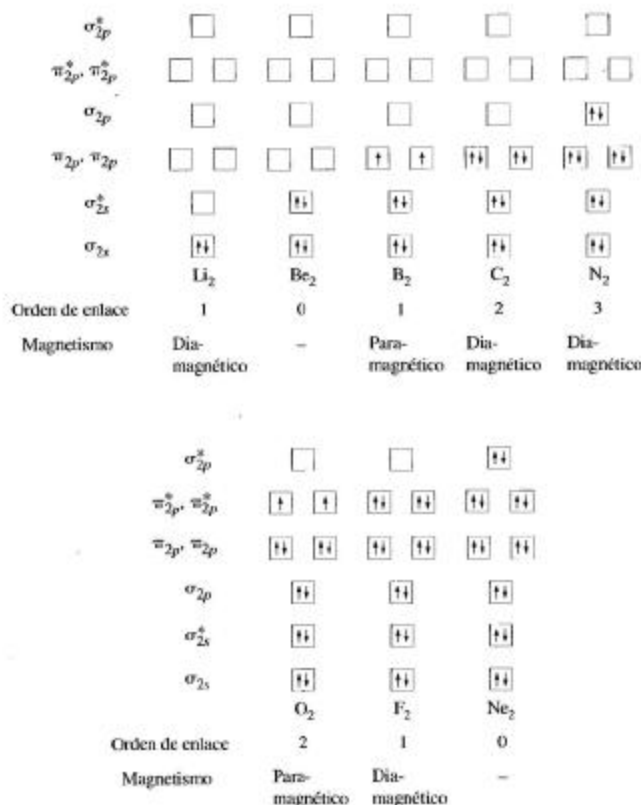 σ*2p
π*2p, π*2p
σ2p
π2p, π2p
σ*2s
σ2s
Li2 Be2 B2 C2 N2
Orden de enlace 1 0 1 2 3
Magnetismo Dia- – Para- Dia- Dia-
magnético magnético magnético magnético
σ*2p
π*2p, π*2p
π2p, π2p
σ2p
σ*2s
σ2s
O2 F2 Ne2
Orden de enlace 2 1 0
Magnetismo Para- Dia- –
magnético magnético